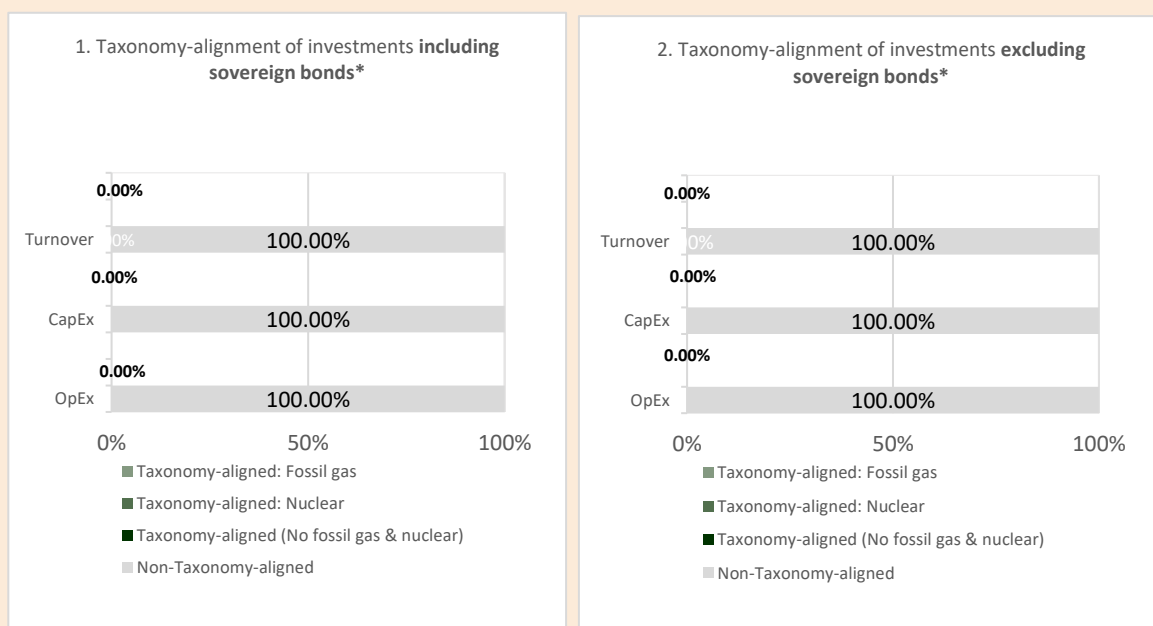 1. Taxonomy-alignment of investments including
sovereign bonds*
0.00%
Turnover 100.00%
0.00%
CapEx 100.00%
0.00%
OpEx 100.00%
0% 50% 100%
Taxonomy-aligned: Fossil gas
Taxonomy-aligned: Nuclear
Taxonomy-aligned (No fossil gas & nuclear)
Non-Taxonomy-aligned
2. Taxonomy-alignment of investments excluding
sovereign bonds*
0.00%
Turnover 100.00%
0.00%
CapEx 100.00%
0.00%
OpEx 100.00%
0% 50% 100%
Taxonomy-aligned: Fossil gas
Taxonomy-aligned: Nuclear
Taxonomy-aligned (No fossil gas & nuclear)
Non-Taxonomy-aligned